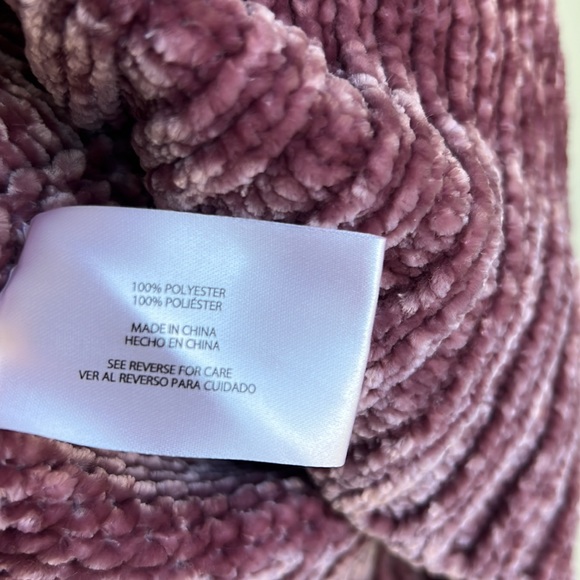 100% POLYESTER
100% POLIÉSTER
MADE IN CHINA
HECHO EN CHINA
SEE REVERSE FOR CARE
VER AL REVERSO PARA CUIDADO